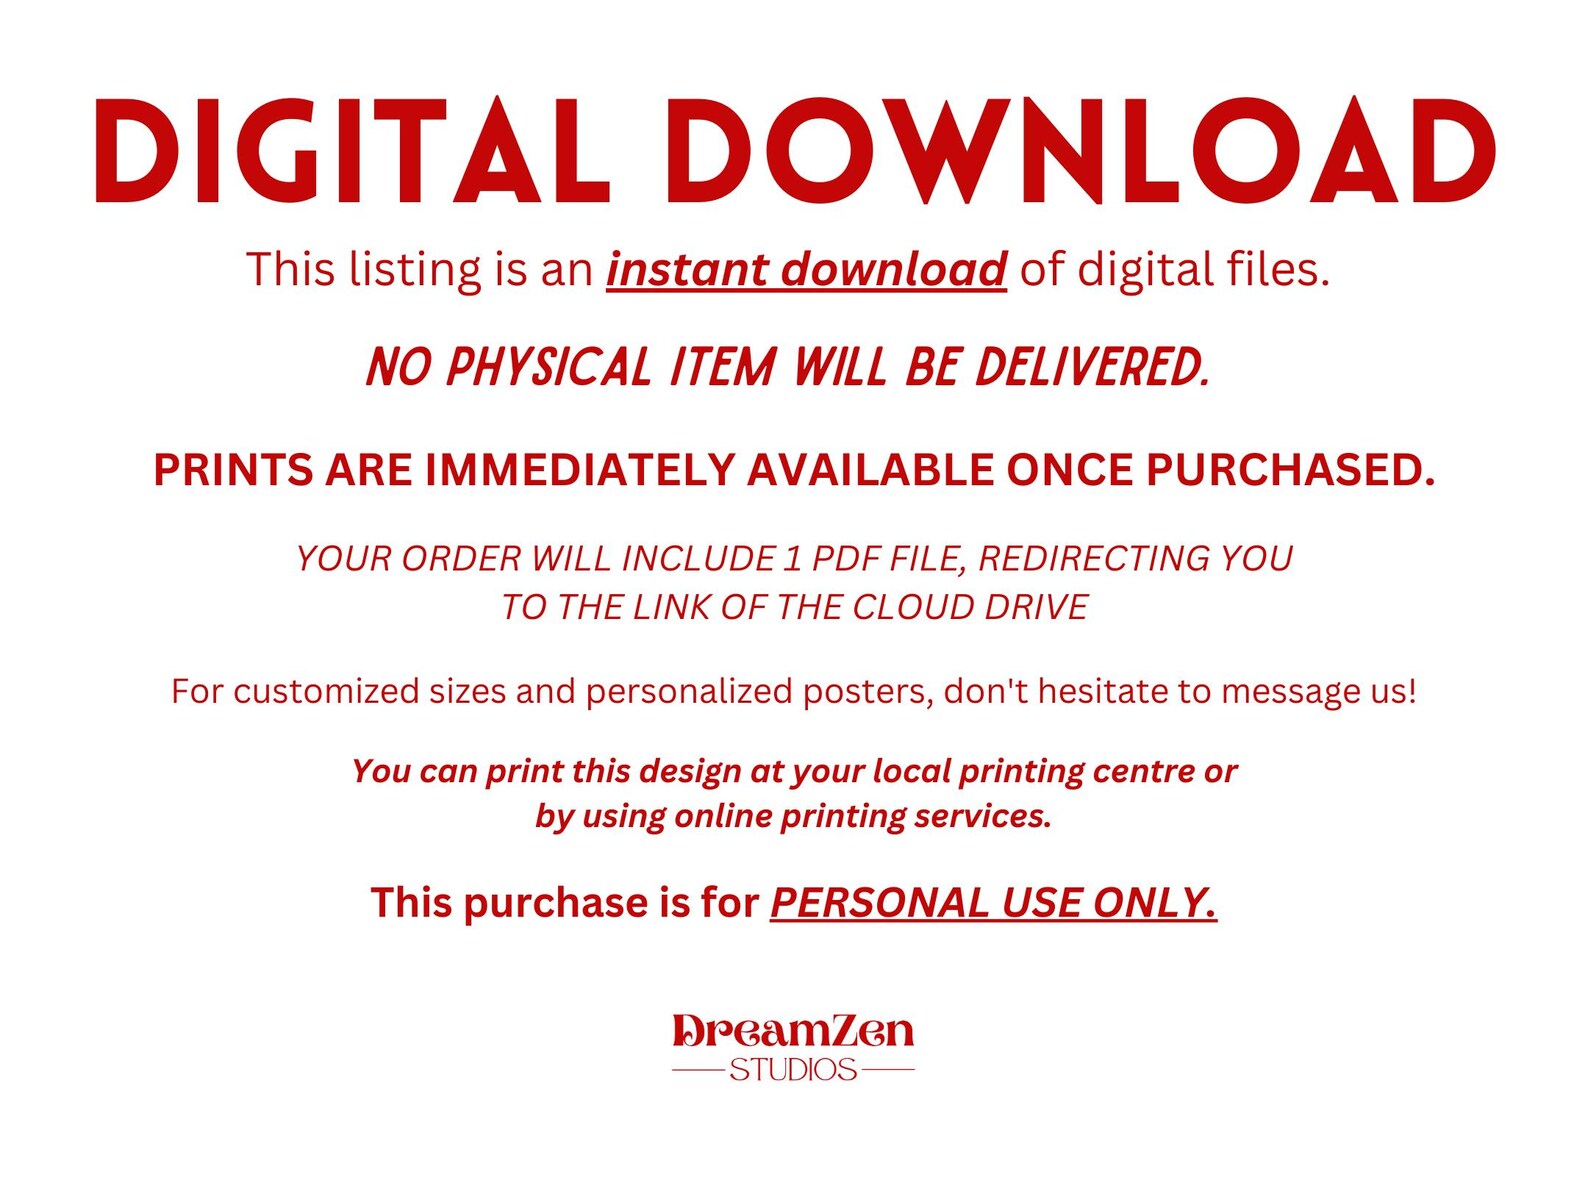 DIGITAL DOWNLOAD
This listing is an instant download of digital files.
NO PHYSICAL ITEM WILL BE DELIVERED.
PRINTS ARE IMMEDIATELY AVAILABLE ONCE PURCHASED.
YOUR ORDER WILL INCLUDE 1 PDF FILE, REDIRECTING YOU
TO THE LINK OF THE CLOUD DRIVE
For customized sizes and personalized posters, don't hesitate to message us!
You can print this design at your local printing centre or
by using online printing services.
This purchase is for PERSONAL USE ONLY.
DreamZen
STUDIOS